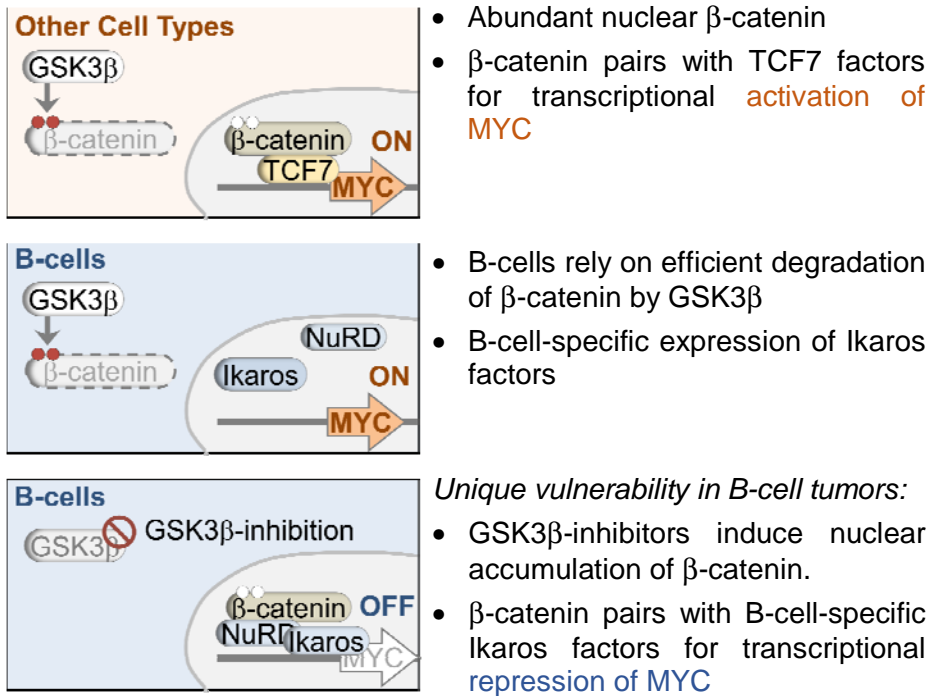 Other Cell Types
GSK3β
β-catenin
β-catenin ON
TCF7
MYC
• Abundant nuclear β-catenin
• β-catenin pairs with TCF7 factors
for transcriptional activation of
MYC
B-cells
GSK3β
β-catenin
NuRD
Ikaros ON
MYC
• B-cells rely on efficient degradation
of β-catenin by GSK3β
• B-cell-specific expression of Ikaros
factors
B-cells
GSK3β GSK3β-inhibition
β-catenin OFF
NuRD Ikaros
MYC
Unique vulnerability in B-cell tumors:
• GSK3β-inhibitors induce nuclear
accumulation of β-catenin.
• β-catenin pairs with B-cell-specific
Ikaros factors for transcriptional
repression of MYC